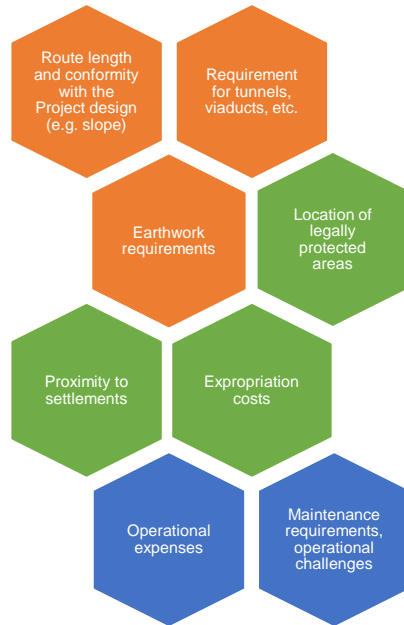 Route length
and conformity
with the
Project design
(e.g. slope)
Requirement
for tunnels,
viaducts, etc.
Earthwork
requirements
Location of
legally
protected
areas
Proximity to
settlements
Expropriation
costs
Operational
expenses
Maintenance
requirements,
operational
challenges